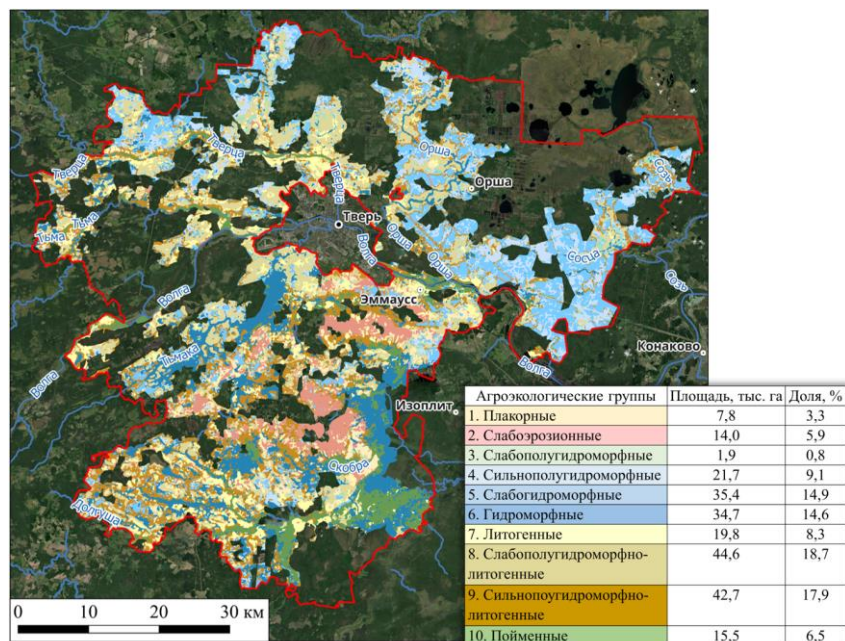 Тверца
Тверца
Тверца
Орша
Созь
Орша
Тьма
Тьма
Тверь
Волга
Орша
Орша
Сосца
Созь
Волга
Эммаусс
Волга
Тьмака
Волга
Конаково
Изоплит
Скобра
Долгуша
0 10 20 30 км
Агроэкологические группы Площадь, тыс. га Доля, %
1. Плакорные 7,8 3,3
2. Слабоэрозионные 14,0 5,9
3. Слабополугидроморфные 1,9 0,8
4. Сильнополугидроморфные 21,7 9,1
5. Слабогидроморфные 35,4 14,9
6. Гидроморфные 34,7 14,6
7. Литогенные 19,8 8,3
8. Слабополугидроморфно-
литогенные 44,6 18,7
9. Сильнопоугидроморфно-
литогенные 42,7 17,9
10. Пойменные 15,5 6,5